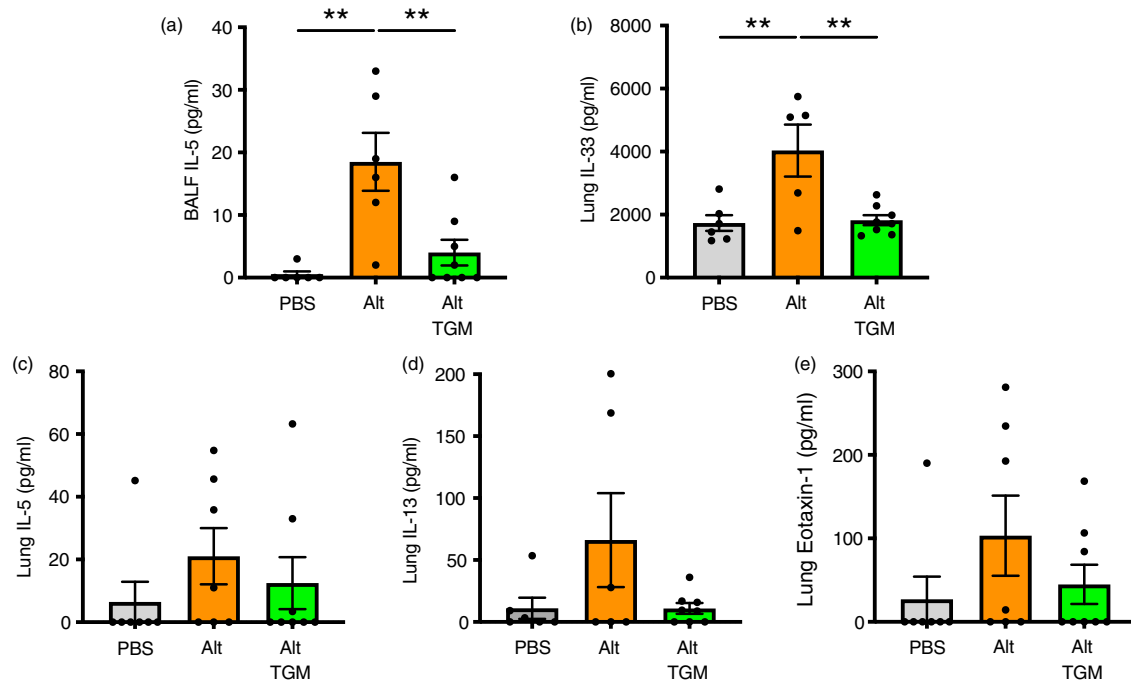 (a)
** **
BALF IL-5 (pg/ml)
40
30
20
10
0
PBS Alt Alt
TGM
(b)
** **
Lung IL-33 (pg/ml)
8000
6000
4000
2000
0
PBS Alt Alt
TGM
(c)
Lung IL-5 (pg/ml)
80
60
40
20
0
PBS Alt Alt
TGM
(d)
Lung IL-13 (pg/ml)
200
150
100
50
0
PBS Alt Alt
TGM
(e)
Lung Eotaxin-1 (pg/ml)
300
200
100
0
PBS Alt Alt
TGM